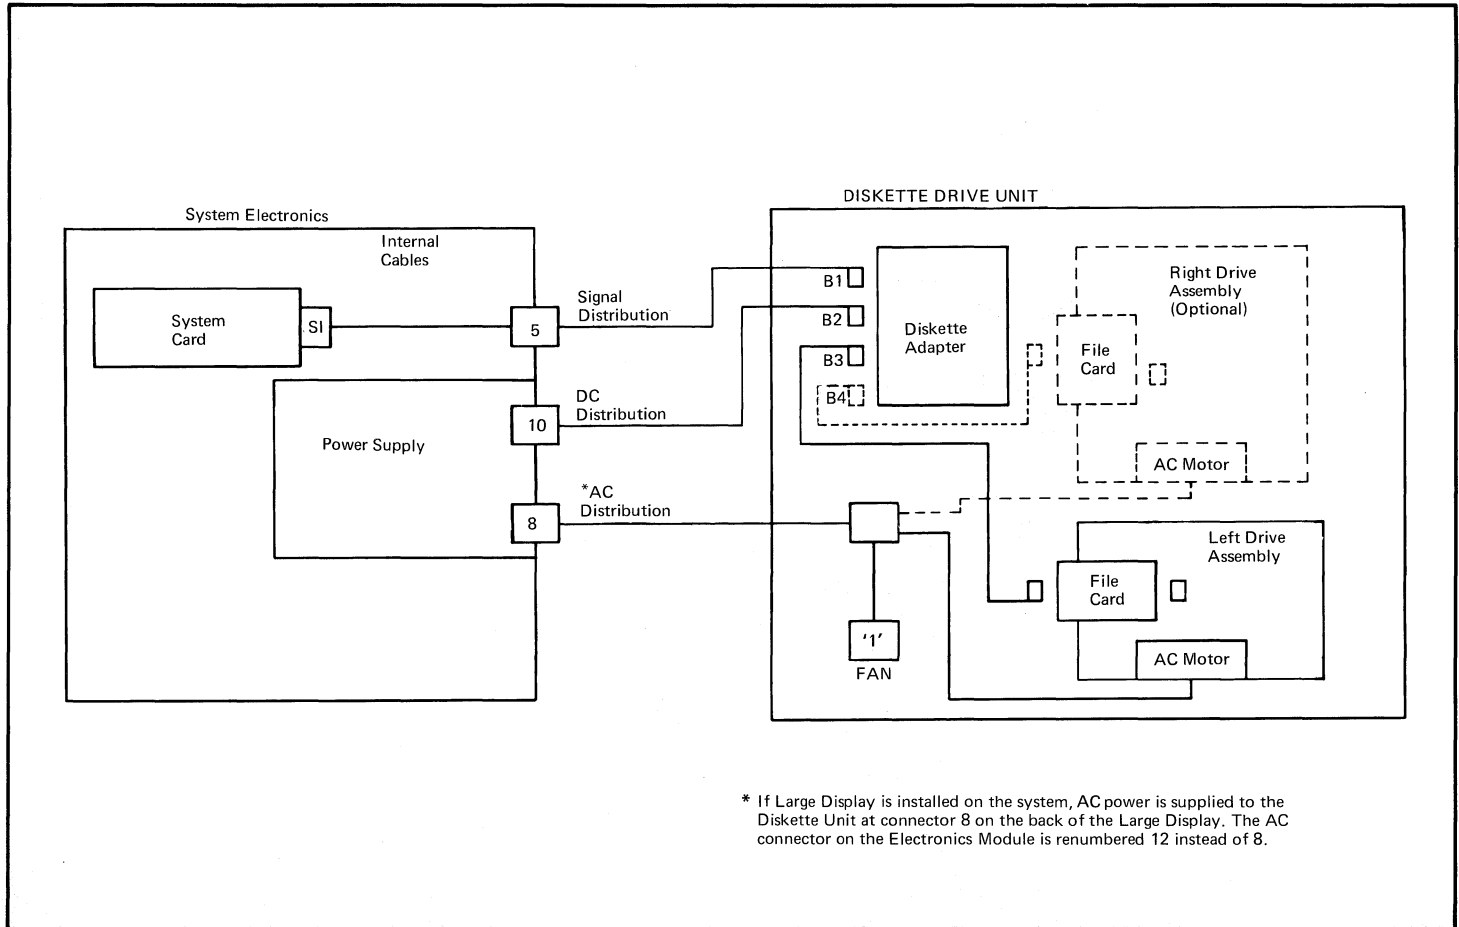 DISKETTE DRIVE UNIT
System Electronics
Internal
Cables
System
Card
SI
5
Signal
Distribution
Power Supply
10
DC
Distribution
8
*AC
Distribution
B1
B2
B3
B4
Diskette
Adapter
Right Drive
Assembly
(Optional)
File
Card
AC Motor
Left Drive
Assembly
File
Card
AC Motor
'1'
FAN
* If Large Display is installed on the system, AC power is supplied to the
Diskette Unit at connector 8 on the back of the Large Display. The AC
connector on the Electronics Module is renumbered 12 instead of 8.